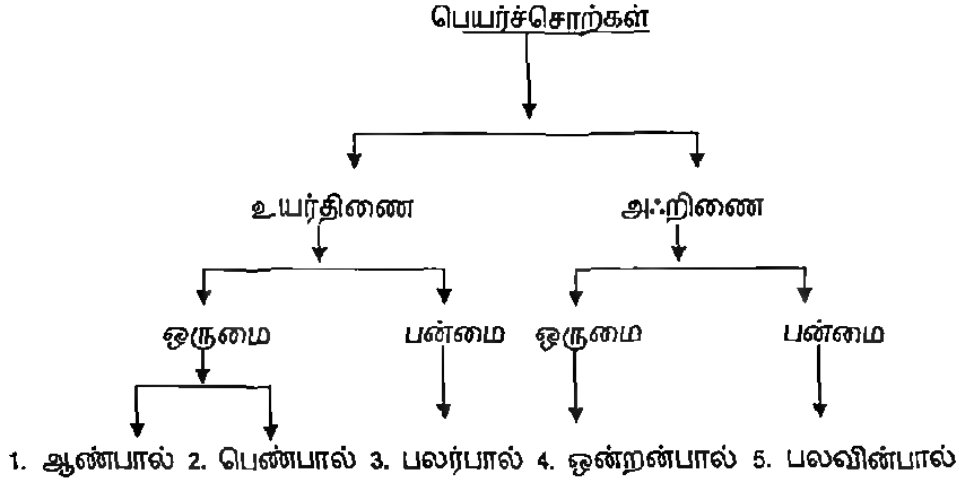 பெயர்ச்சொற்கள்
உயர்திணை அஃறிணை
ஒருமை பன்மை ஒருமை பன்மை
1. ஆண்பால் 2. பெண்பால் 3. பலர்பால் 4. ஒன்றன்பால் 5. பலவின்பால்